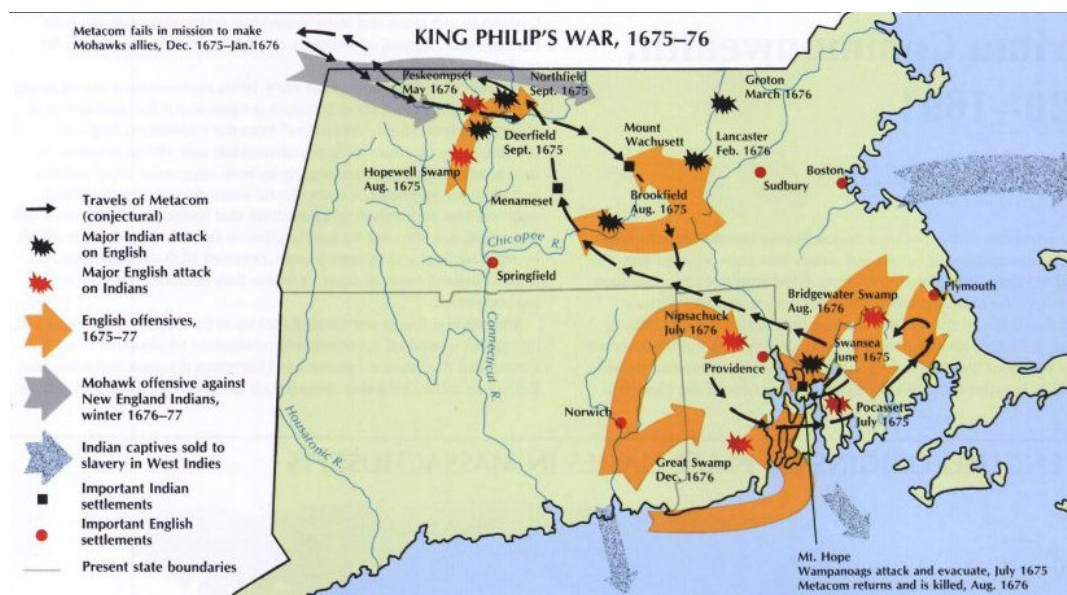 Metacom fails in mission to make
Mohawks allies, Dec. 1675–Jan.1676
KING PHILIP'S WAR, 1675–76
Peskeompset
May 1676
Northfield
Sept. 1675
Groton
March 1676
Deerfield
Sept. 1675
Mount
Wachusett
Lancaster
Feb. 1676
Hopewell Swamp
Aug. 1675
Sudbury
Boston
Menameset
Brookfield
Aug. 1675
Chicopee R.
Springfield
Travels of Metacom
(conjectural)
Major Indian attack
on English
Major English attack
on Indians
English offensives,
1675–77
Mohawk offensive against
New England Indians,
winter 1676–77
Indian captives sold to
slavery in West Indies
Important Indian
settlements
Important English
settlements
Present state boundaries
Nipsachuck
July 1676
Bridgewater Swamp
Aug. 1676
Plymouth
Swansea
June 1675
Providence
Connecticut R.
Housatonic R.
Norwich
Pocassett
July 1675
Great Swamp
Dec. 1676
Mt. Hope
Wampanoags attack and evacuate, July 1675
Metacom returns and is killed, Aug. 1676